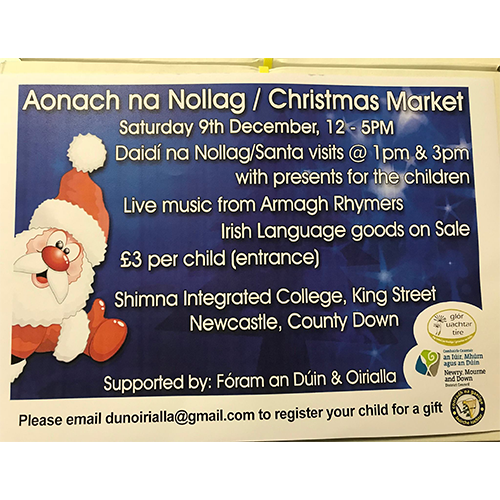 Aonach na Nollag / Christmas Market
Saturday 9th December, 12 - 5PM
Daidí na Nollag/Santa visits @ 1pm & 3pm
with presents for the children
Live music from Armagh Rhymers
Irish Language goods on Sale
£3 per child (entrance)
Shimna Integrated College, King Street
Newcastle, County Down
glór
uachtar
tíre
an Iúir, Mhúrn
agus an Dúin
Newry, Mourne
and Down
District Council
Supported by: Fóram an Dúin & Oirialla
Please email dunoirialla@gmail.com to register your child for a gift